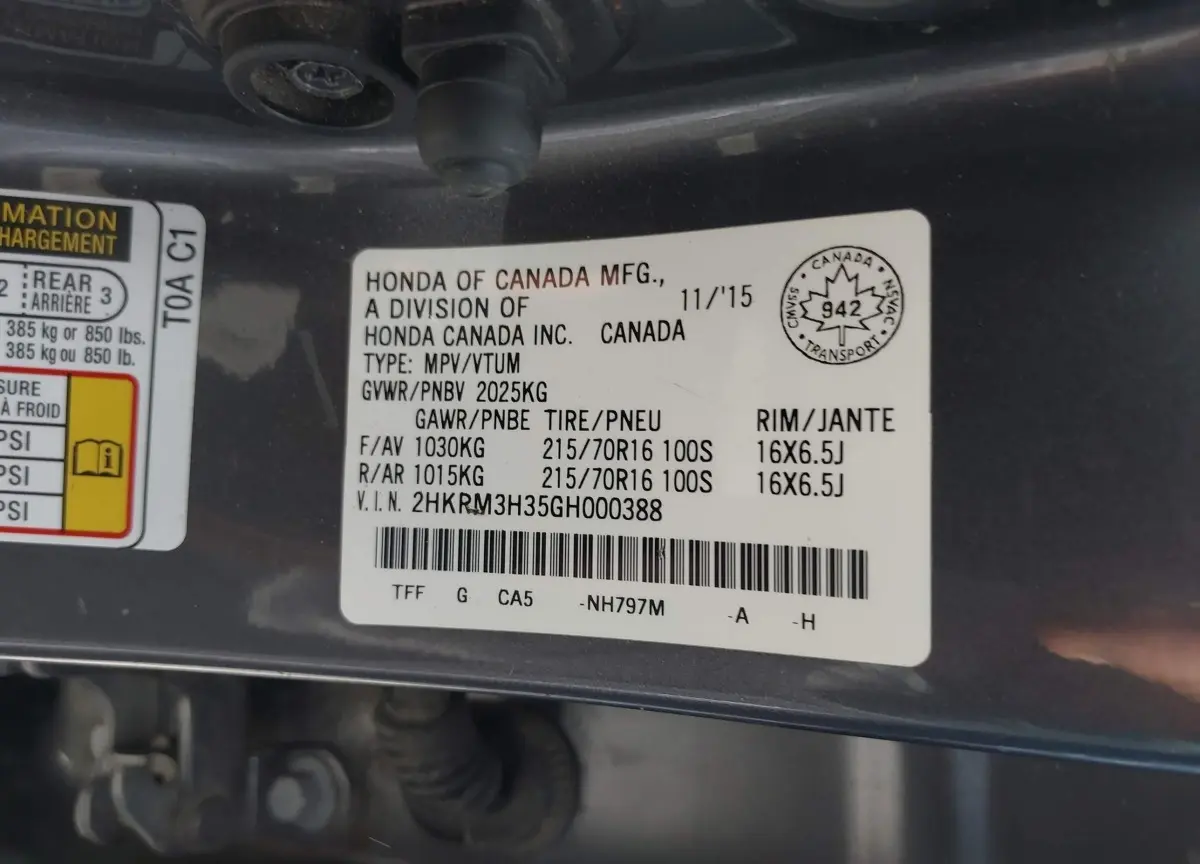 MATION
HARGEMENT
2 REAR 3
ARRIÈRE
385 kg or 850 lbs.
385 kg ou 850 lb.
SURE
À FROID
PSI
PSI
PSI
T0A C1
HONDA OF CANADA MFG.,
A DIVISION OF 11/'15
HONDA CANADA INC. CANADA
TYPE: MPV/VTUM
GVWR/PNBV 2025KG
GAWR/PNBE TIRE/PNEU RIM/JANTE
F/AV 1030KG 215/70R16 100S 16X6.5J
R/AR 1015KG 215/70R16 100S 16X6.5J
V.I.N. 2HKRM3H35GH000388
TFF G CA5 -NH797M -A -H
CANADA
NSVAC
TRANSPORT
CMVSS
942